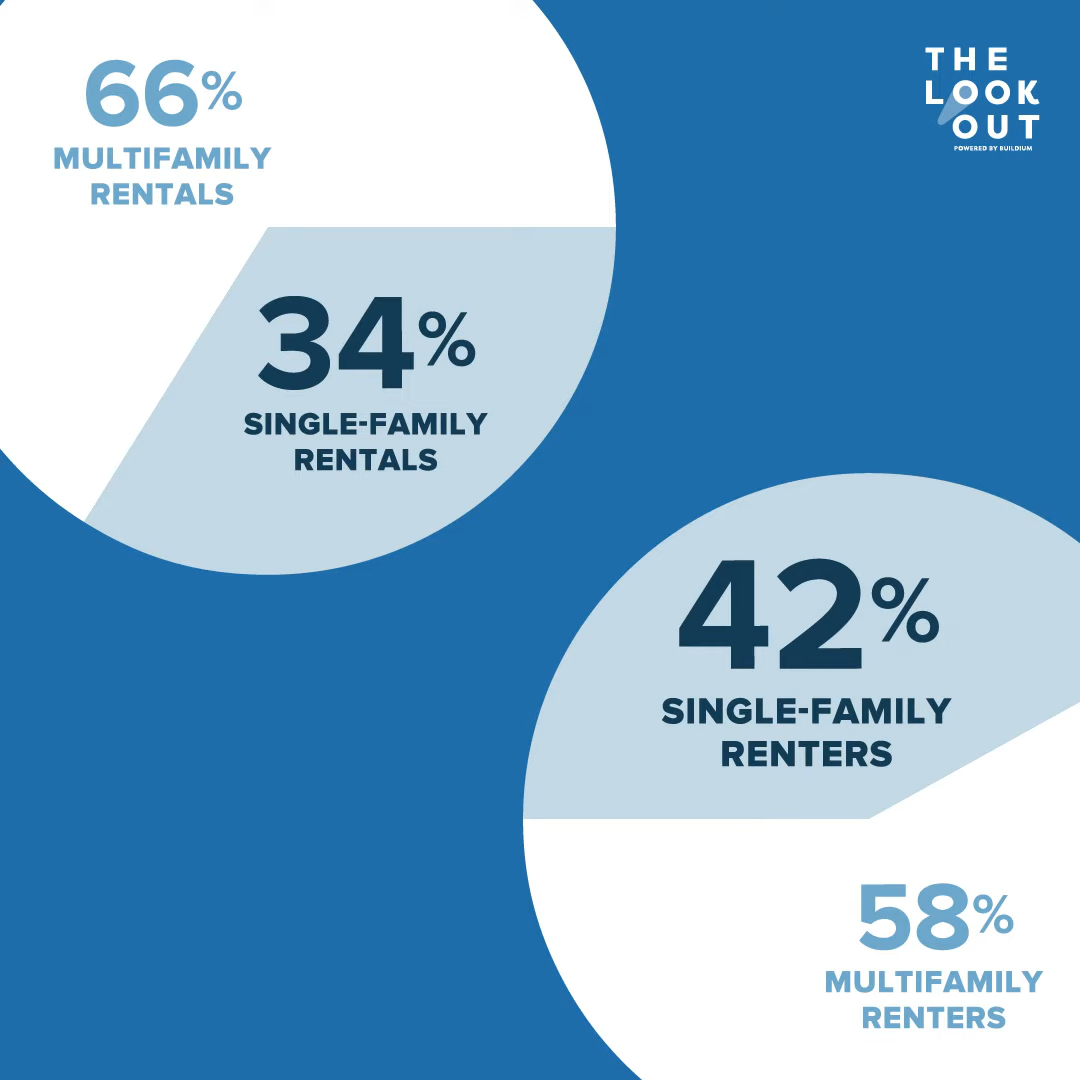 66%
MULTIFAMILY
RENTALS
THE
LOOK
OUT
POWERED BY BUILDIUM
34%
SINGLE-FAMILY
RENTALS
42%
SINGLE-FAMILY
RENTERS
58%
MULTIFAMILY
RENTERS